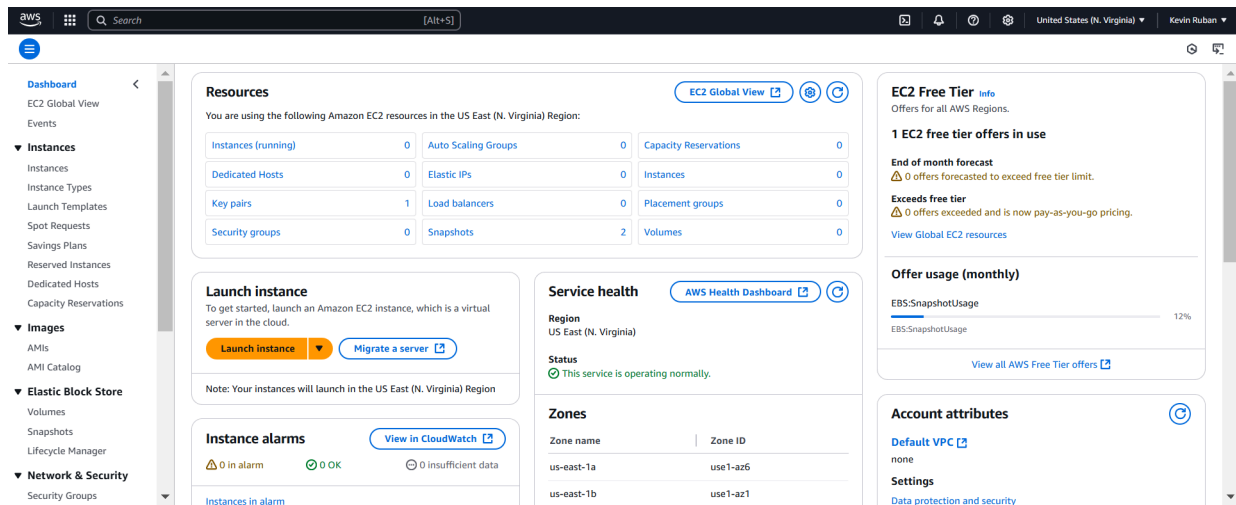 aws
Search
[Alt+S]
United States (N. Virginia)
Kevin Ruban
Dashboard
EC2 Global View
Events
Instances
Instances
Instance Types
Launch Templates
Spot Requests
Savings Plans
Reserved Instances
Dedicated Hosts
Capacity Reservations
Images
AMIs
AMI Catalog
Elastic Block Store
Volumes
Snapshots
Lifecycle Manager
Network & Security
Security Groups
Resources
EC2 Global View
You are using the following Amazon EC2 resources in the US East (N. Virginia) Region:
Instances (running) 0
Auto Scaling Groups 0
Capacity Reservations 0
Dedicated Hosts 0
Elastic IPs 0
Instances 0
Key pairs 1
Load balancers 0
Placement groups 0
Security groups 0
Snapshots 2
Volumes 0
Launch instance
To get started, launch an Amazon EC2 instance, which is a virtual
server in the cloud.
Launch instance
Migrate a server
Note: Your instances will launch in the US East (N. Virginia) Region
Instance alarms
View in CloudWatch
0 in alarm
0 OK
0 insufficient data
Instances in alarm
Service health
AWS Health Dashboard
Region
US East (N. Virginia)
Status
This service is operating normally.
Zones
Zone name
Zone ID
us-east-1a
use1-az6
us-east-1b
use1-az1
EC2 Free Tier Info
Offers for all AWS Regions.
1 EC2 free tier offers in use
End of month forecast
0 offers forecasted to exceed free tier limit.
Exceeds free tier
0 offers exceeded and is now pay-as-you-go pricing.
View Global EC2 resources
Offer usage (monthly)
EBS:SnapshotUsage
12%
EBS:SnapshotUsage
View all AWS Free Tier offers
Account attributes
Default VPC
none
Settings
Data protection and security